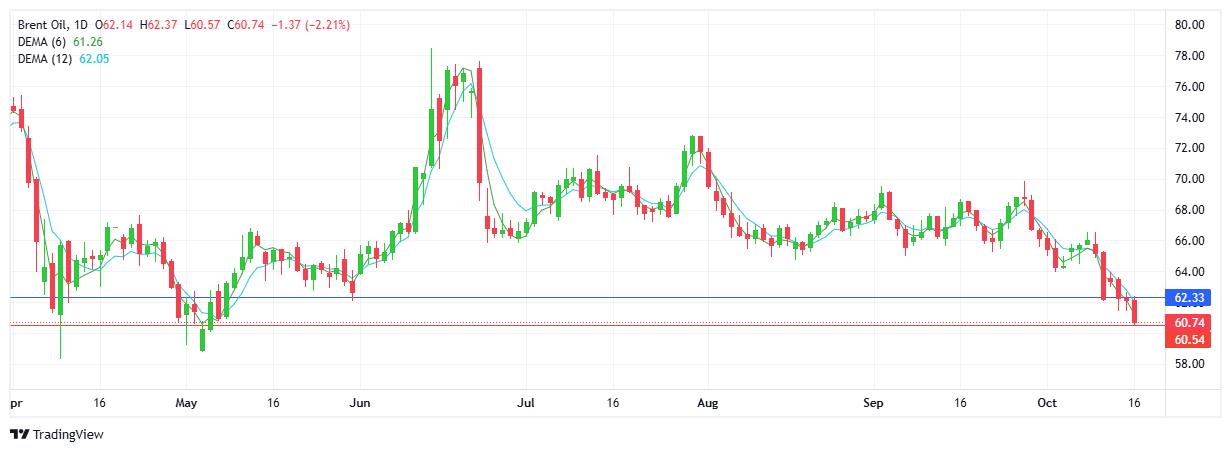 Brent Oil, 1D O62.14 H62.37 L60.57 C60.74 −1.37 (−2.21%)
DEMA (6) 61.26
DEMA (12) 62.05
80.00
78.00
76.00
74.00
72.00
70.00
68.00
66.00
64.00
62.33
60.74
60.54
58.00
pr 16 May 16 Jun Jul 16 Aug Sep 16 Oct 16
TradingView